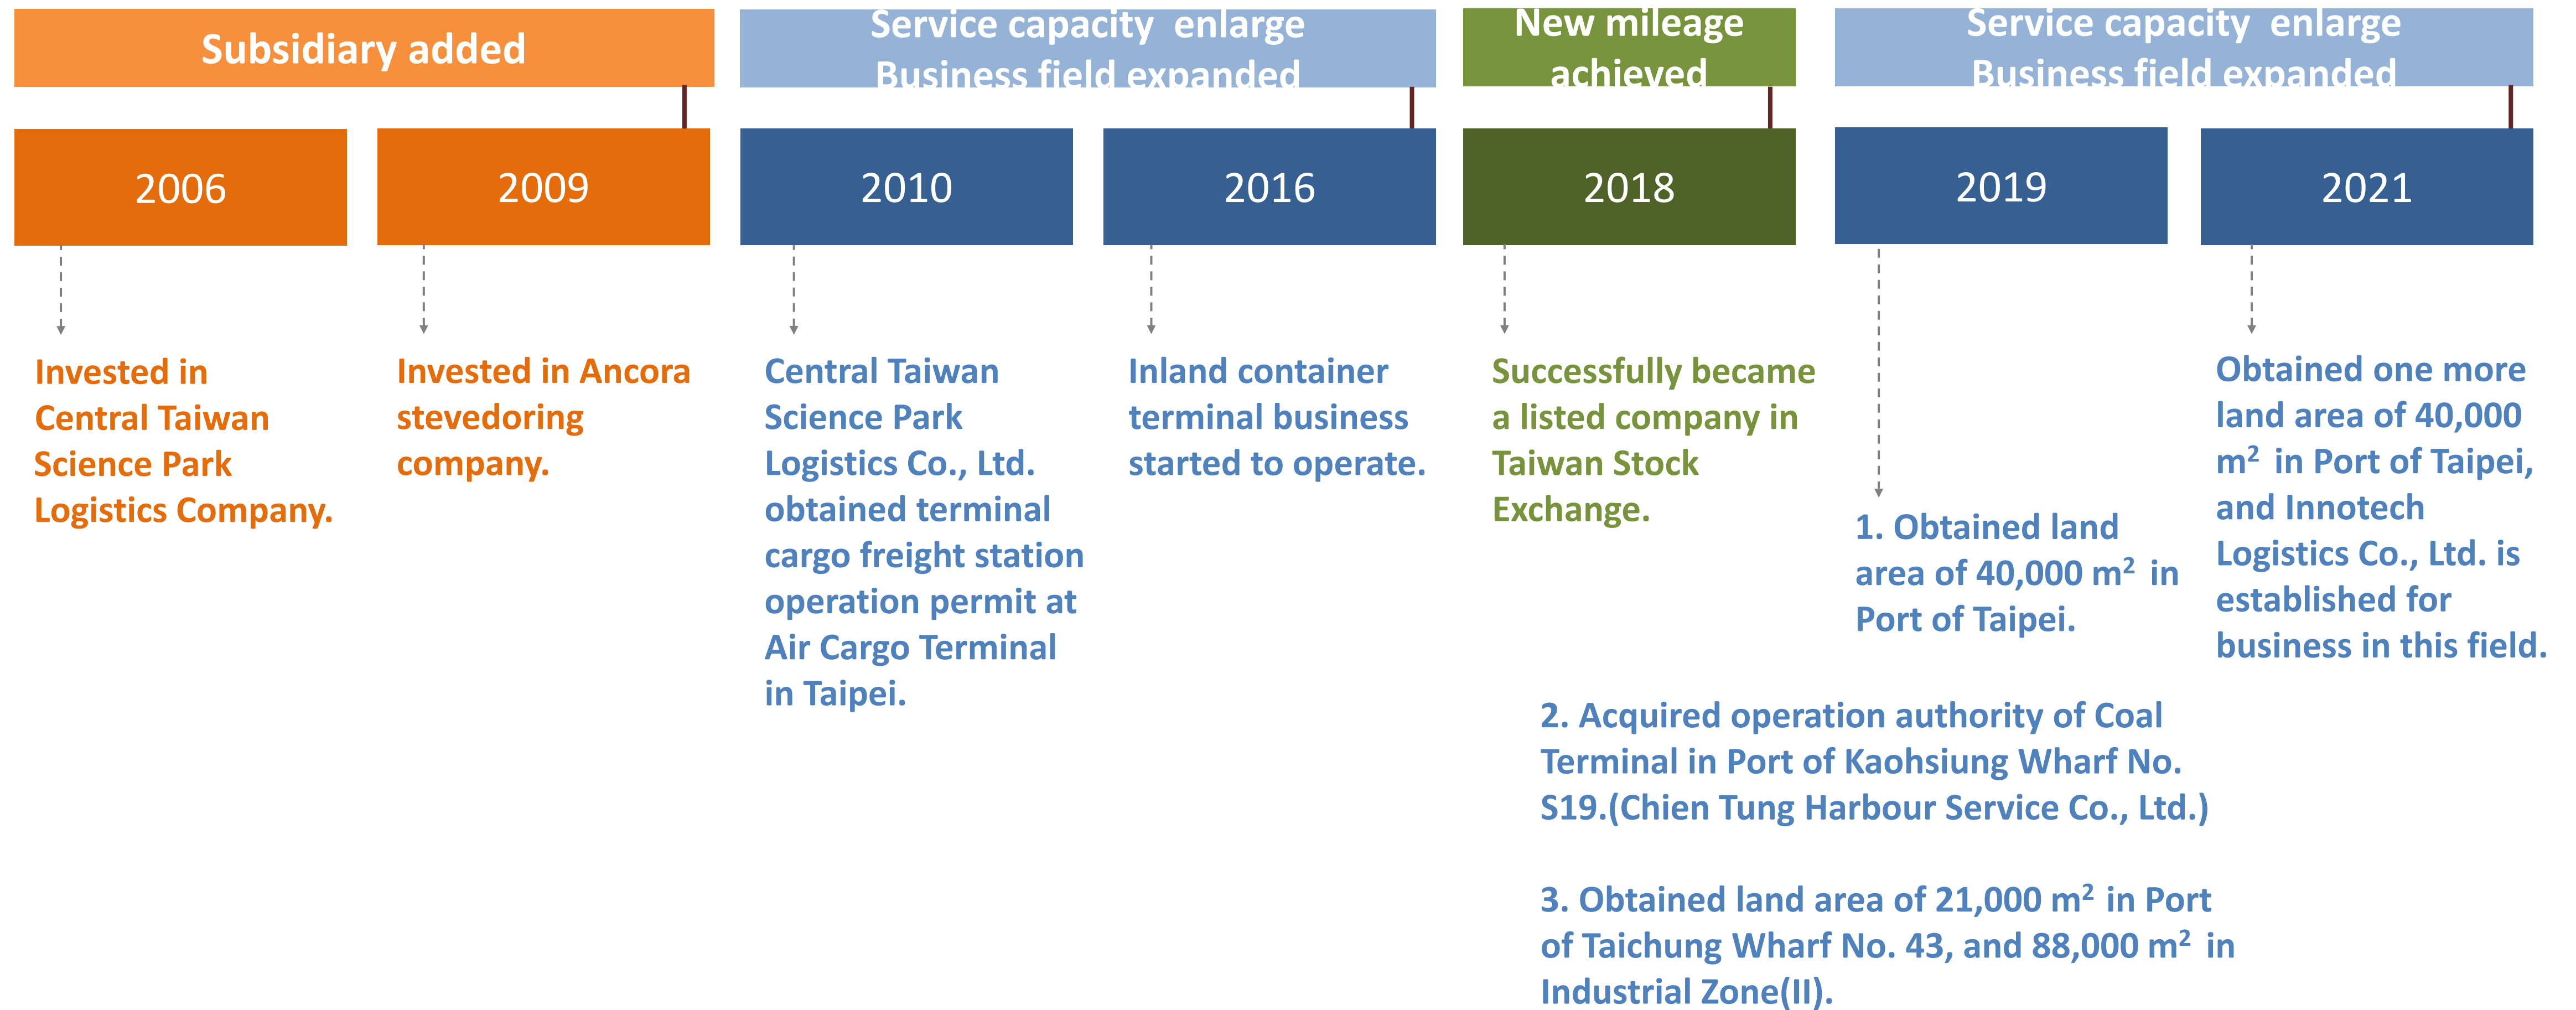 Subsidiary added
Service capacity  enlarge
Business field expanded
New mileage
achieved
Service capacity  enlarge
Business field expanded
2006
2009
2010
2016
2018
2019
2021
Invested in
Central Taiwan
Science Park
Logistics Company.
Invested in Ancora
stevedoring
company.
Central Taiwan
Science Park
Logistics Co., Ltd.
obtained terminal
cargo freight station
operation permit at
Air Cargo Terminal
in Taipei.
Inland container
terminal business
started to operate.
Successfully became
a listed company in
Taiwan Stock
Exchange.
1. Obtained land
area of 40,000 m² in
Port of Taipei.
2. Acquired operation authority of Coal
Terminal in Port of Kaohsiung Wharf No.
S19.(Chien Tung Harbour Service Co., Ltd.)
3. Obtained land area of 21,000 m² in Port
of Taichung Wharf No. 43, and 88,000 m² in
Industrial Zone(II).
Obtained one more
land area of 40,000
m² in Port of Taipei,
and Innotech
Logistics Co., Ltd. is
established for
business in this field.